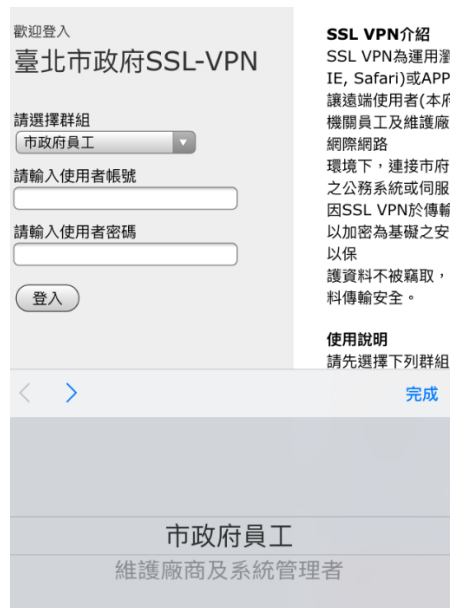 歡迎登入
臺北市政府SSL-VPN
請選擇群組
市政府員工
請輸入使用者帳號
請輸入使用者密碼
登入
SSL VPN介紹
SSL VPN為運用瀏
IE, Safari)或APP
讓遠端使用者(本府
機關員工及維護廠
網際網路
環境下,連接市府
之公務系統或伺服
因SSL VPN於傳輸
以加密為基礎之安
以保
護資料不被竊取,
料傳輸安全。
使用說明
請先選擇下列群組
完成
市政府員工
維護廠商及系統管理者